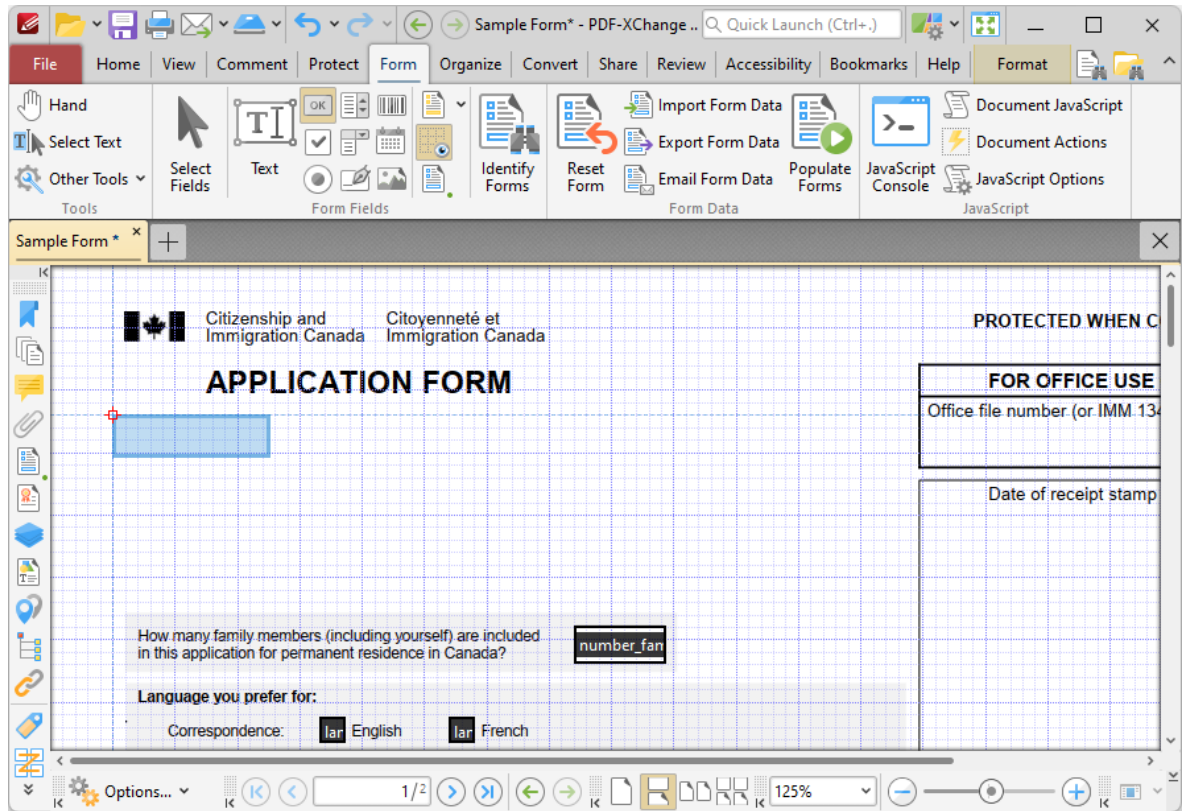 Sample Form* - PDF-XChange ..
Quick Launch (Ctrl+.)
File Home View Comment Protect Form Organize Convert Share Review Accessibility Bookmarks Help Format
Hand
Select Text
Other Tools
Tools
Select Fields
Text
OK
Form Fields
Identify Forms
Reset Form
Import Form Data
Export Form Data
Email Form Data
Populate Forms
Form Data
JavaScript Console
Document JavaScript
Document Actions
JavaScript Options
JavaScript
Sample Form *
Citizenship and Immigration Canada
Citoyenneté et Immigration Canada
PROTECTED WHEN C
APPLICATION FORM
FOR OFFICE USE
Office file number (or IMM 134
Date of receipt stamp
How many family members (including yourself) are included
in this application for permanent residence in Canada?
number_fam
Language you prefer for:
Correspondence: lar English lar French
Options...
1/2
125%